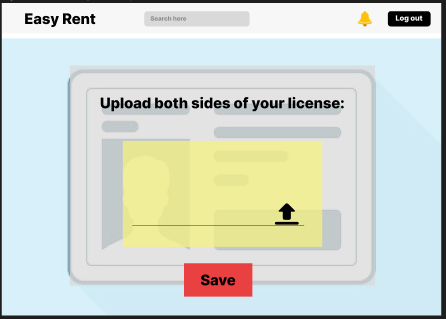 Easy Rent
Search here
Log out
Upload both sides of your license:
Save